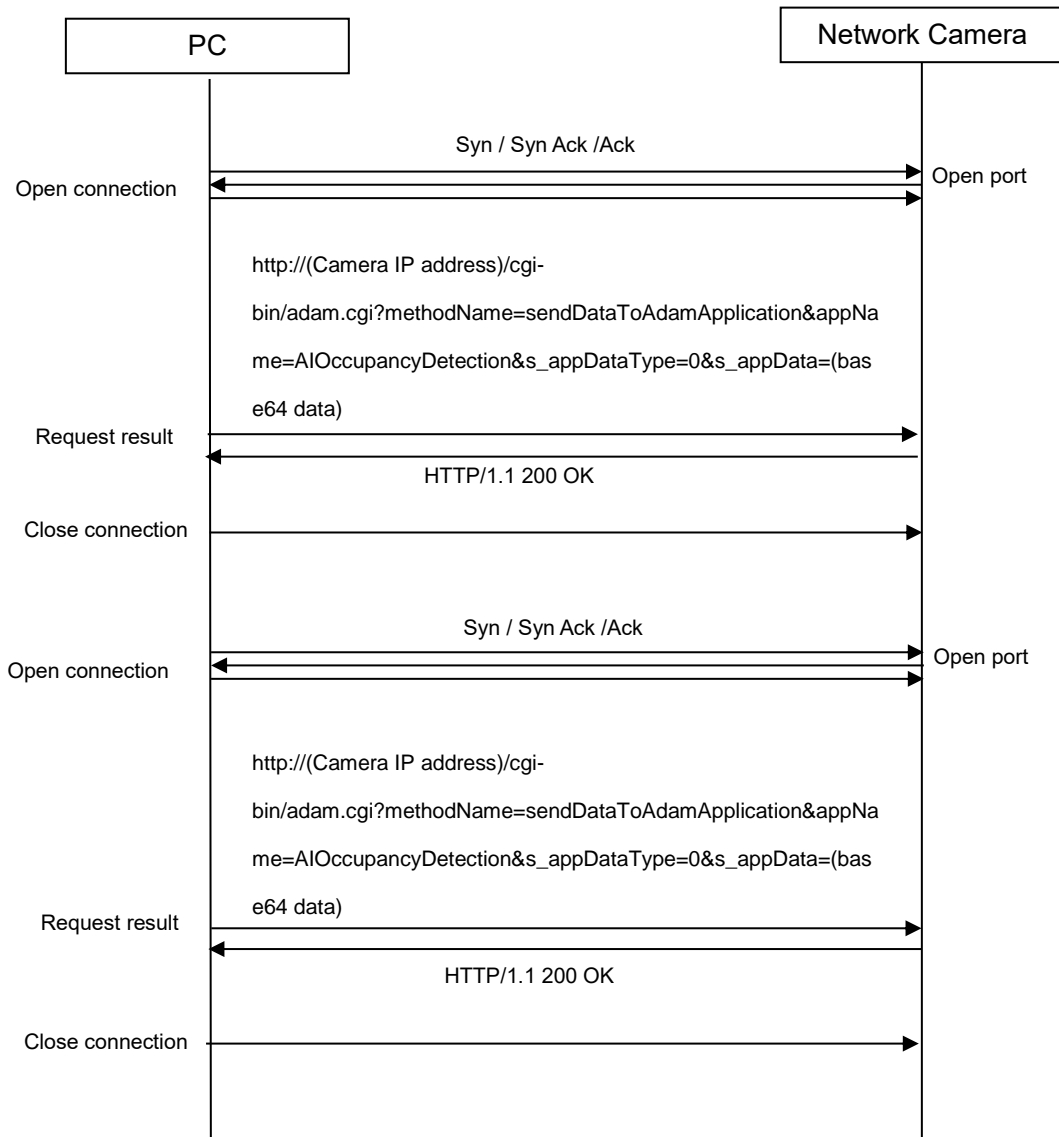 PC
Network Camera
Syn / Syn Ack /Ack
Open connection
Open port
http://(Camera IP address)/cgi-
bin/adam.cgi?methodName=sendDataToAdamApplication&appNa
me=AIOccupancyDetection&s_appDataType=0&s_appData=(bas
e64 data)
Request result
HTTP/1.1 200 OK
Close connection
Syn / Syn Ack /Ack
Open connection
Open port
http://(Camera IP address)/cgi-
bin/adam.cgi?methodName=sendDataToAdamApplication&appNa
me=AIOccupancyDetection&s_appDataType=0&s_appData=(bas
e64 data)
Request result
HTTP/1.1 200 OK
Close connection